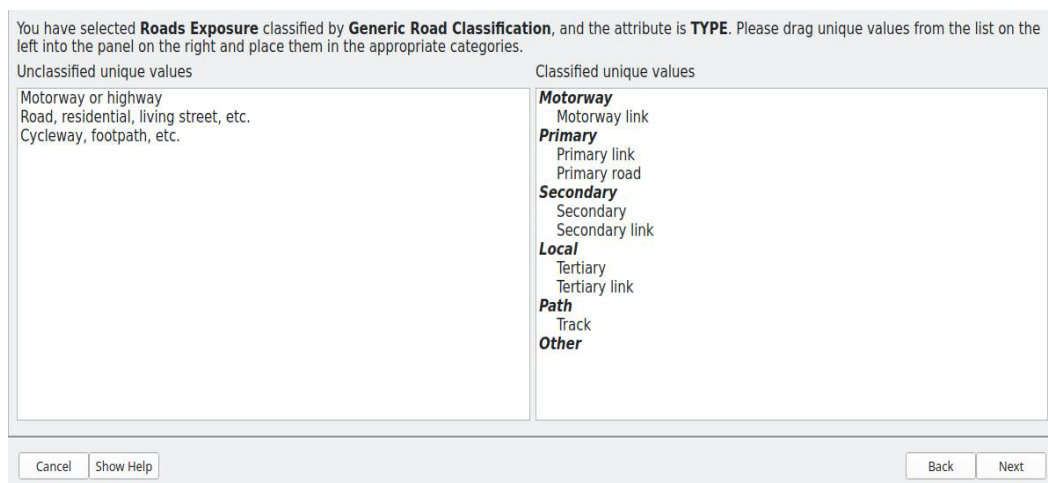 You have selected Roads Exposure classified by Generic Road Classification, and the attribute is TYPE. Please drag unique values from the list on the
left into the panel on the right and place them in the appropriate categories.
Unclassified unique values
Motorway or highway
Road, residential, living street, etc.
Cycleway, footpath, etc.
Classified unique values
Motorway
Motorway link
Primary
Primary link
Primary road
Secondary
Secondary
Secondary link
Local
Tertiary
Tertiary link
Path
Track
Other
Cancel
Show Help
Back
Next